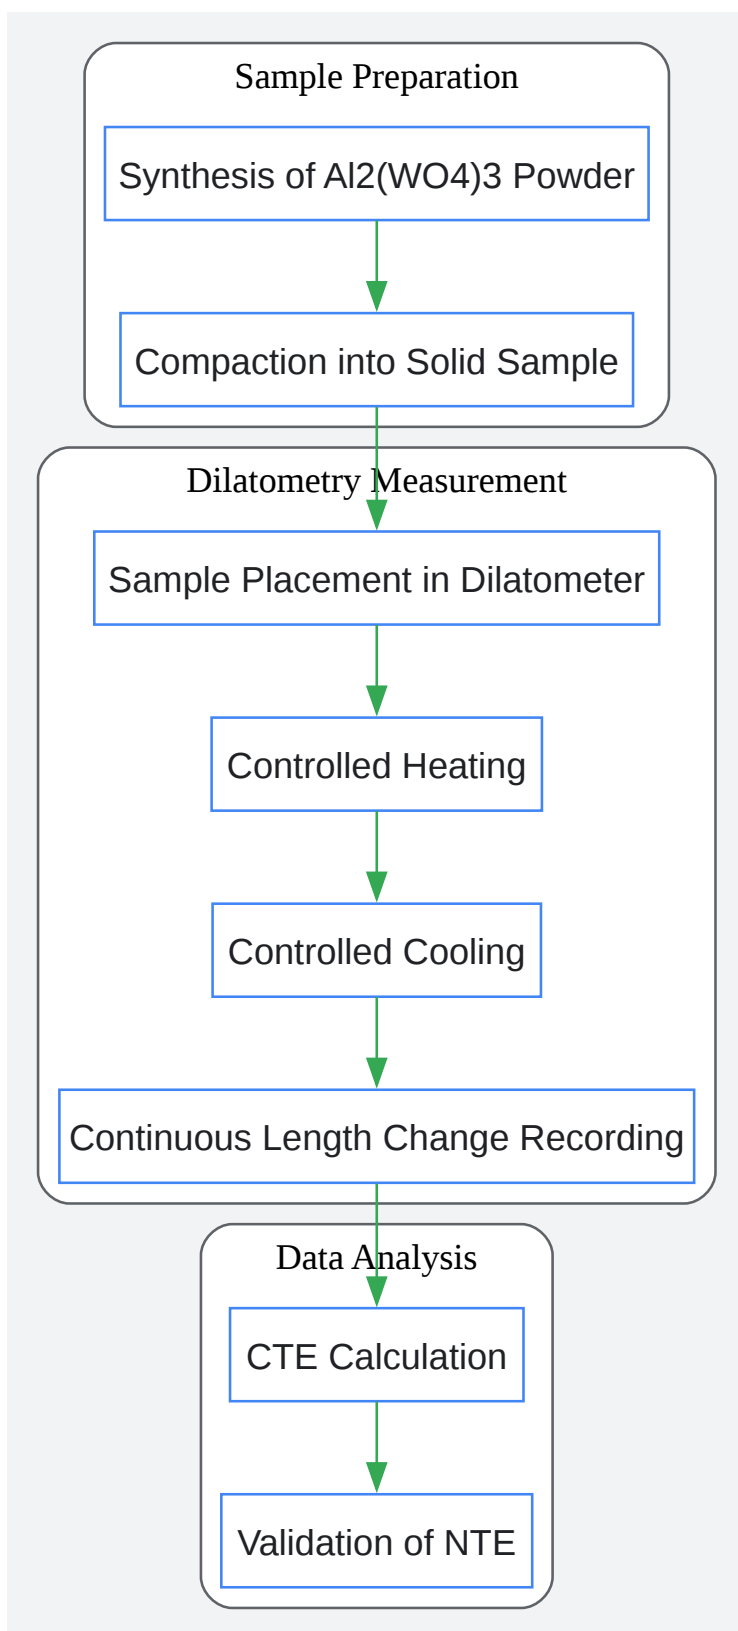 Sample Preparation
Synthesis of Al2(WO4)3 Powder
Compaction into Solid Sample
Dilatometry Measurement
Sample Placement in Dilatometer
Controlled Heating
Controlled Cooling
Continuous Length Change Recording
Data Analysis
CTE Calculation
Validation of NTE